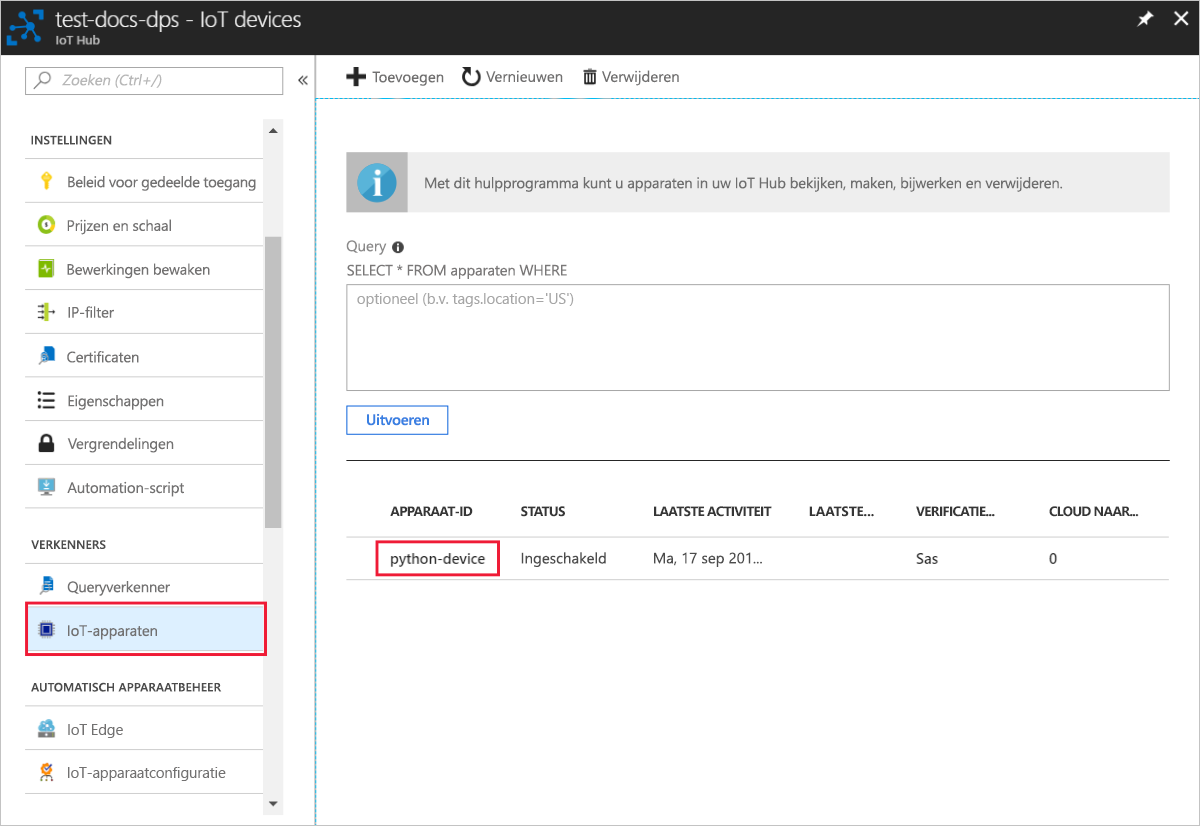 test-docs-dps - IoT devices
IoT Hub
Zoeken (Ctrl+/)
«
INSTELLINGEN
Beleid voor gedeelde toegang
Prijzen en schaal
Bewerkingen bewaken
IP-filter
Certificaten
Eigenschappen
Vergrendelingen
Automation-script
VERKENNERS
Queryverkenner
IoT-apparaten
AUTOMATISCH APPARAATBEHEER
IoT Edge
IoT-apparaatconfiguratie
Toevoegen Vernieuwen Verwijderen
Met dit hulpprogramma kunt u apparaten in uw IoT Hub bekijken, maken, bijwerken en verwijderen.
Query
SELECT * FROM apparaten WHERE
optioneel (b.v. tags.location='US')
Uitvoeren
APPARAAT-ID STATUS LAATSTE ACTIVITEIT LAATSTE... VERIFICATIE... CLOUD NAAR...
python-device Ingeschakeld Ma, 17 sep 201... Sas 0